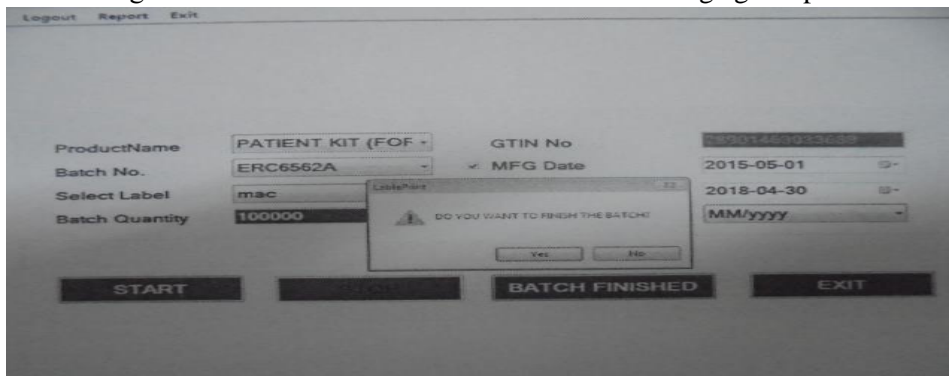 Logout Report Exit
ProductName PATIENT KIT (FOF GTIN No
Batch No. ERC6562A MFG Date 2015-05-01
Select Label mac 2018-04-30
Batch Quantity 100000 MM/yyyy
DO YOU WANT TO FINISH THE BATCH?
Yes No
START BATCH FINISHED EXIT